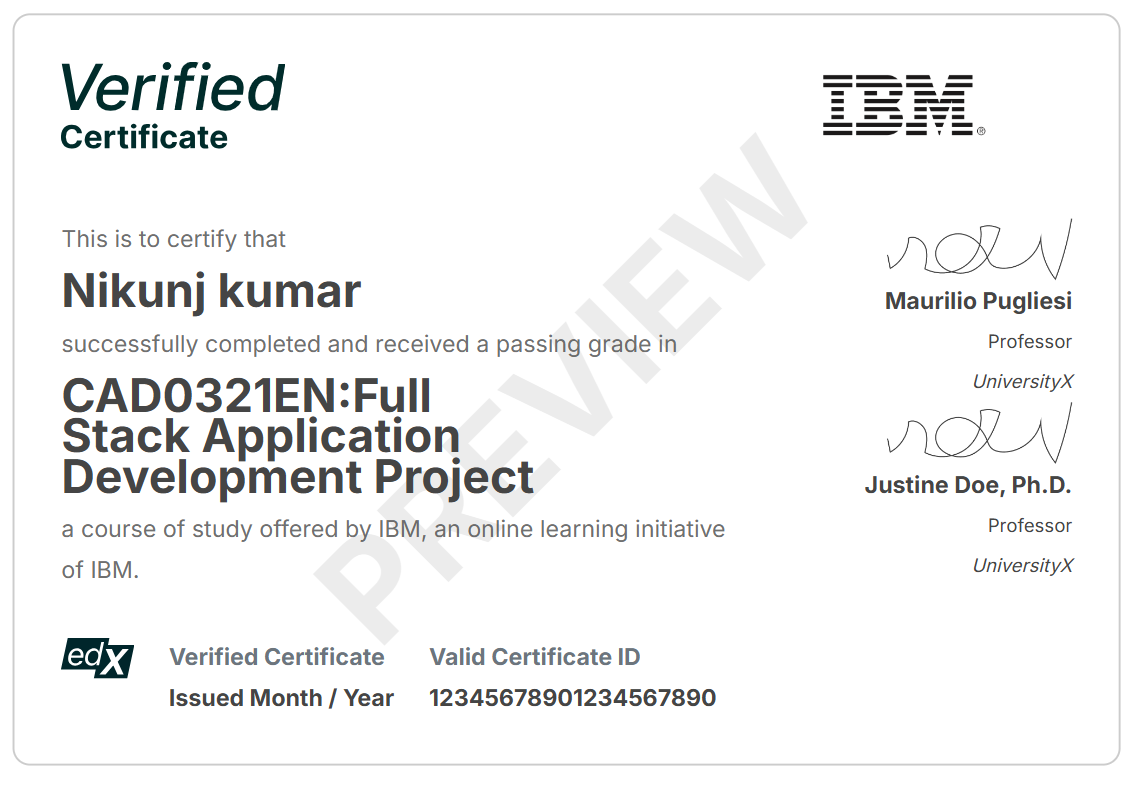 Verified
Certificate
IBM®
This is to certify that
Nikunj kumar
successfully completed and received a passing grade in
CAD0321EN:Full
Stack Application
Development Project
a course of study offered by IBM, an online learning initiative
of IBM.
PREVIEW
Maurilio Pugliesi
Professor
UniversityX
Justine Doe, Ph.D.
Professor
UniversityX
edX
Verified Certificate
Issued Month / Year
Valid Certificate ID
12345678901234567890